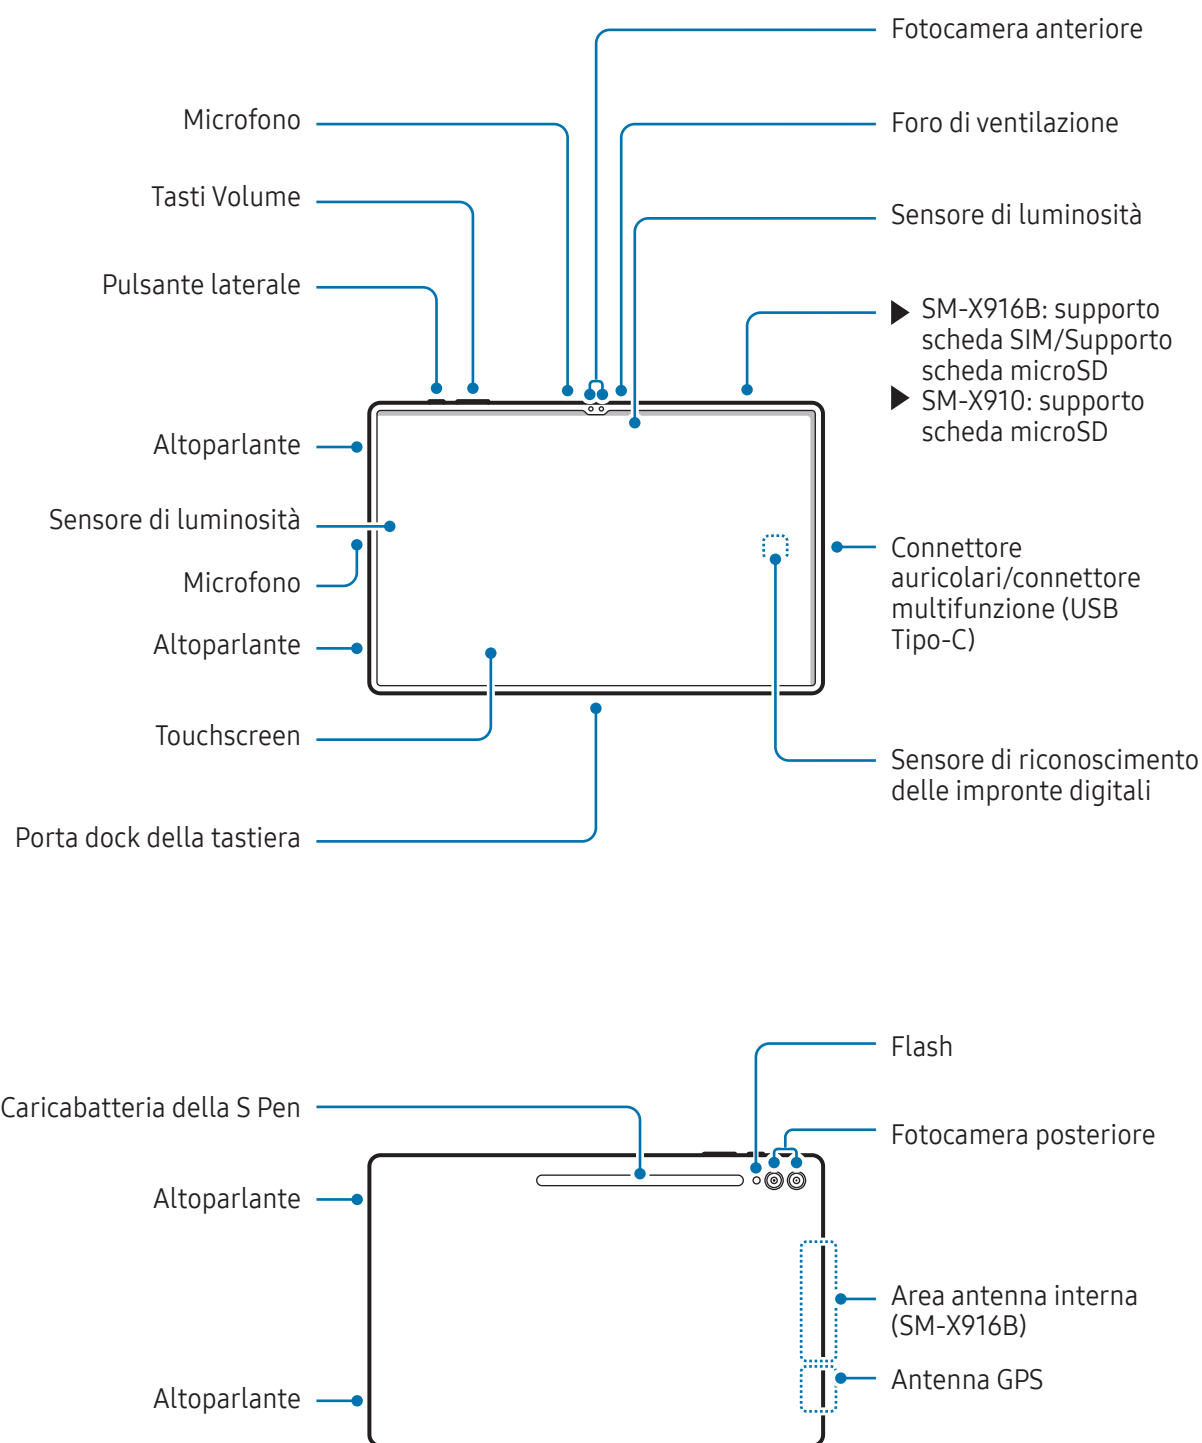 Fotocamera anteriore
Microfono
Foro di ventilazione
Tasti Volume
Sensore di luminosità
Pulsante laterale
SM-X916B: supporto
scheda SIM/Supporto
scheda microSD
SM-X910: supporto
scheda microSD
Altoparlante
Sensore di luminosità
Connettore
auricolari/connettore
multifunzione (USB
Tipo-C)
Microfono
Altoparlante
Touchscreen
Sensore di riconoscimento
delle impronte digitali
Porta dock della tastiera
Flash
Caricabatteria della S Pen
Fotocamera posteriore
Altoparlante
Area antenna interna
(SM-X916B)
Antenna GPS
Altoparlante